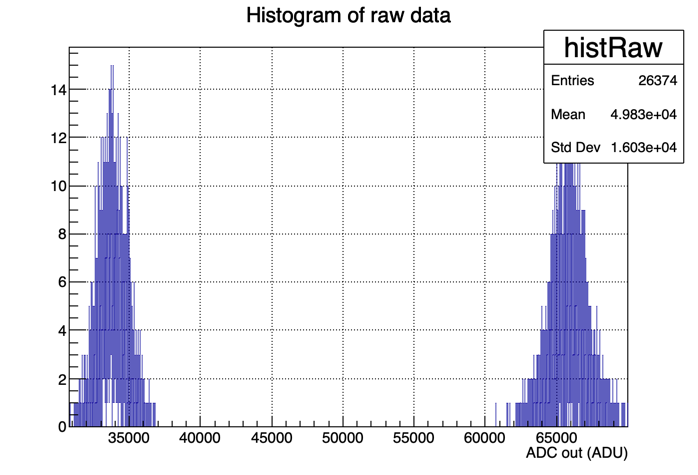 Histogram of raw data
histRaw
Entries 26374
Mean 4.983e+04
Std Dev 1.603e+04
14
12
10
8
6
4
2
0
35000 40000 45000 50000 55000 60000 65000
ADC out (ADU)